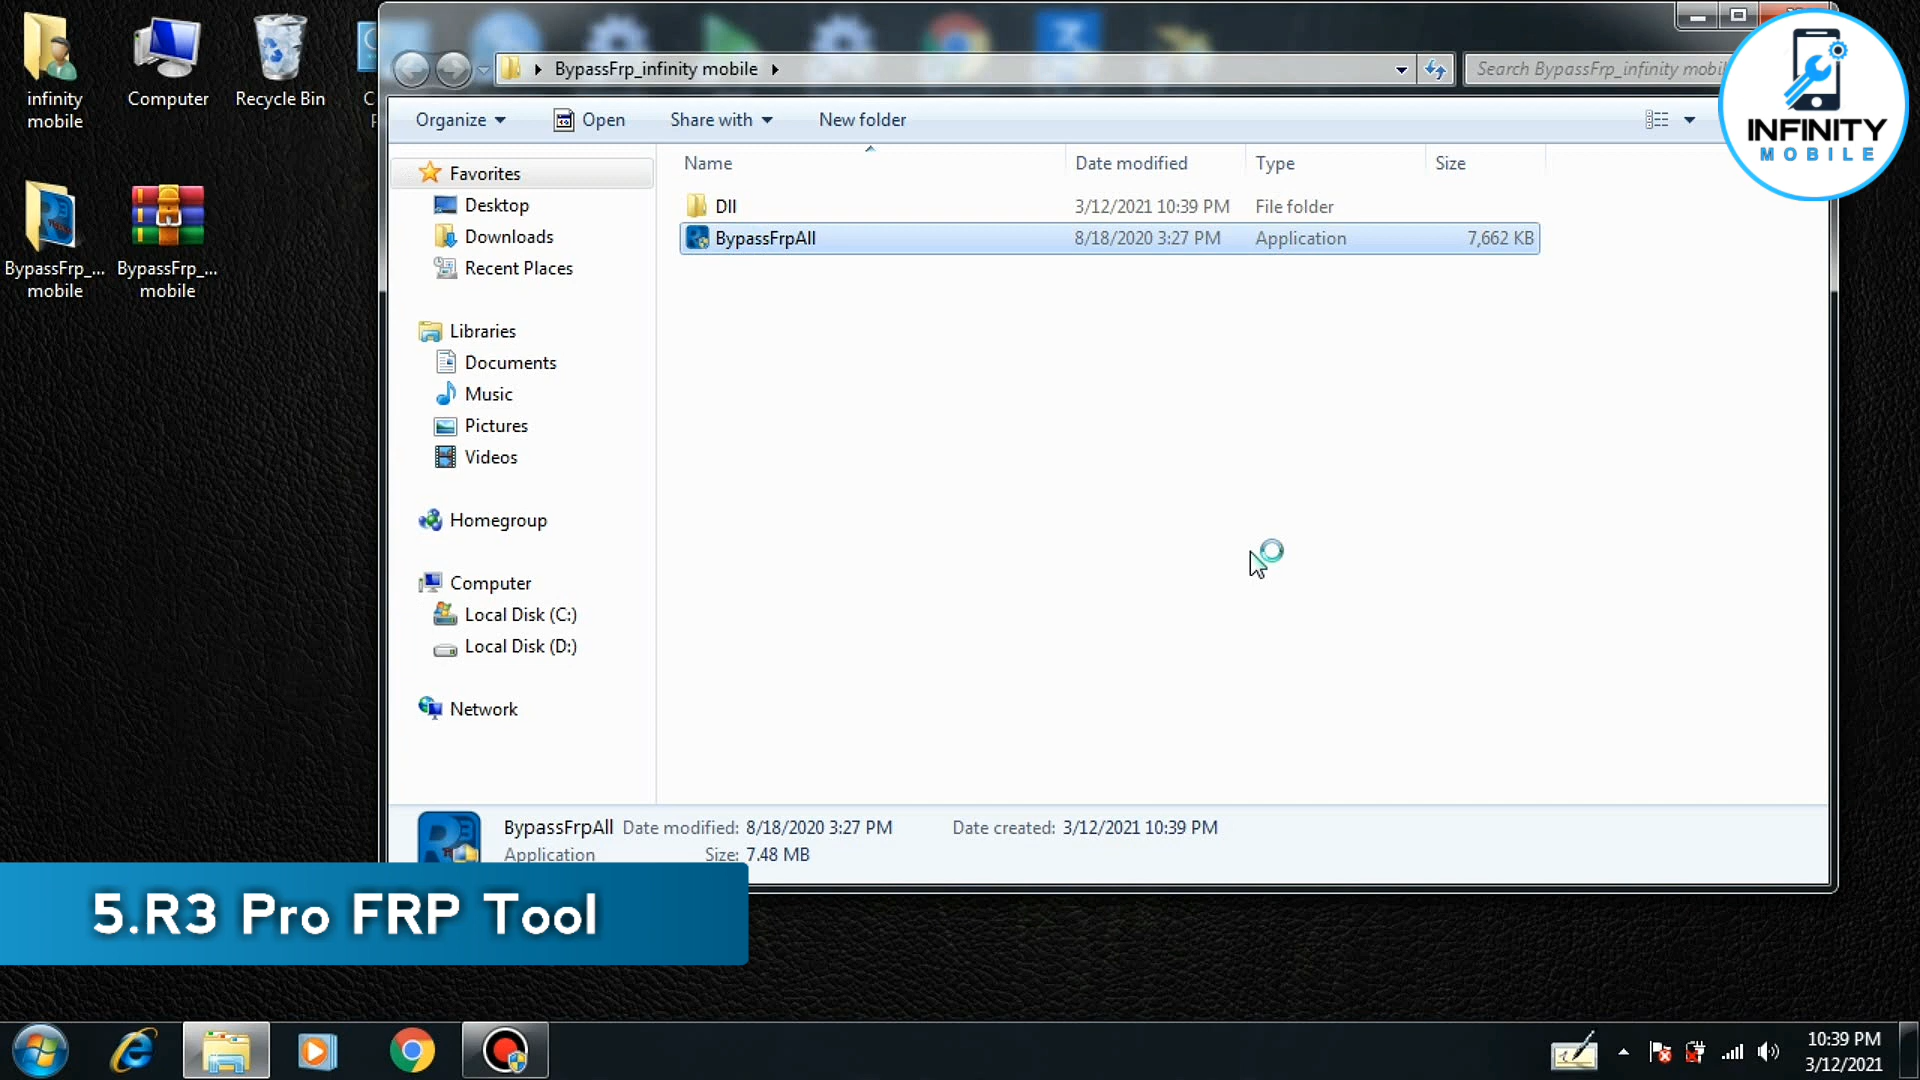 infinity
mobile
Computer
Recycle Bin
C
P
BypassFrp_...
mobile
BypassFrp_...
mobile
BypassFrp_infinity mobile
Search BypassFrp_infinity mobil
INFINITY
MOBILE
Organize
Open
Share with
New folder
Name
Date modified
Type
Size
Dll
3/12/2021 10:39 PM
File folder
BypassFrpAll
8/18/2020 3:27 PM
Application
7,662 KB
Favorites
Desktop
Downloads
Recent Places
Libraries
Documents
Music
Pictures
Videos
Homegroup
Computer
Local Disk (C:)
Local Disk (D:)
Network
BypassFrpAll Date modified: 8/18/2020 3:27 PM Date created: 3/12/2021 10:39 PM
Application Size: 7.48 MB
5.R3 Pro FRP Tool
10:39 PM
3/12/2021